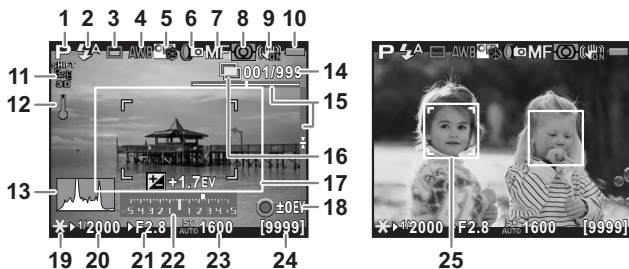 1 2 3 4 5 6 7 8 9 10
P A AWB MF ON
11 SHIFT
3D
001/999 14
12
15
16
13
+1.7EV
17
-5 4 3 2 1 1 2 3 4 +5
±0EV 18
1/2000 F2.8 ISO AUTO 1600 [9999]
19 20 21 22 23 24
P A AWB MF ON
1/2000 F2.8 ISO AUTO 1600 [9999]
25